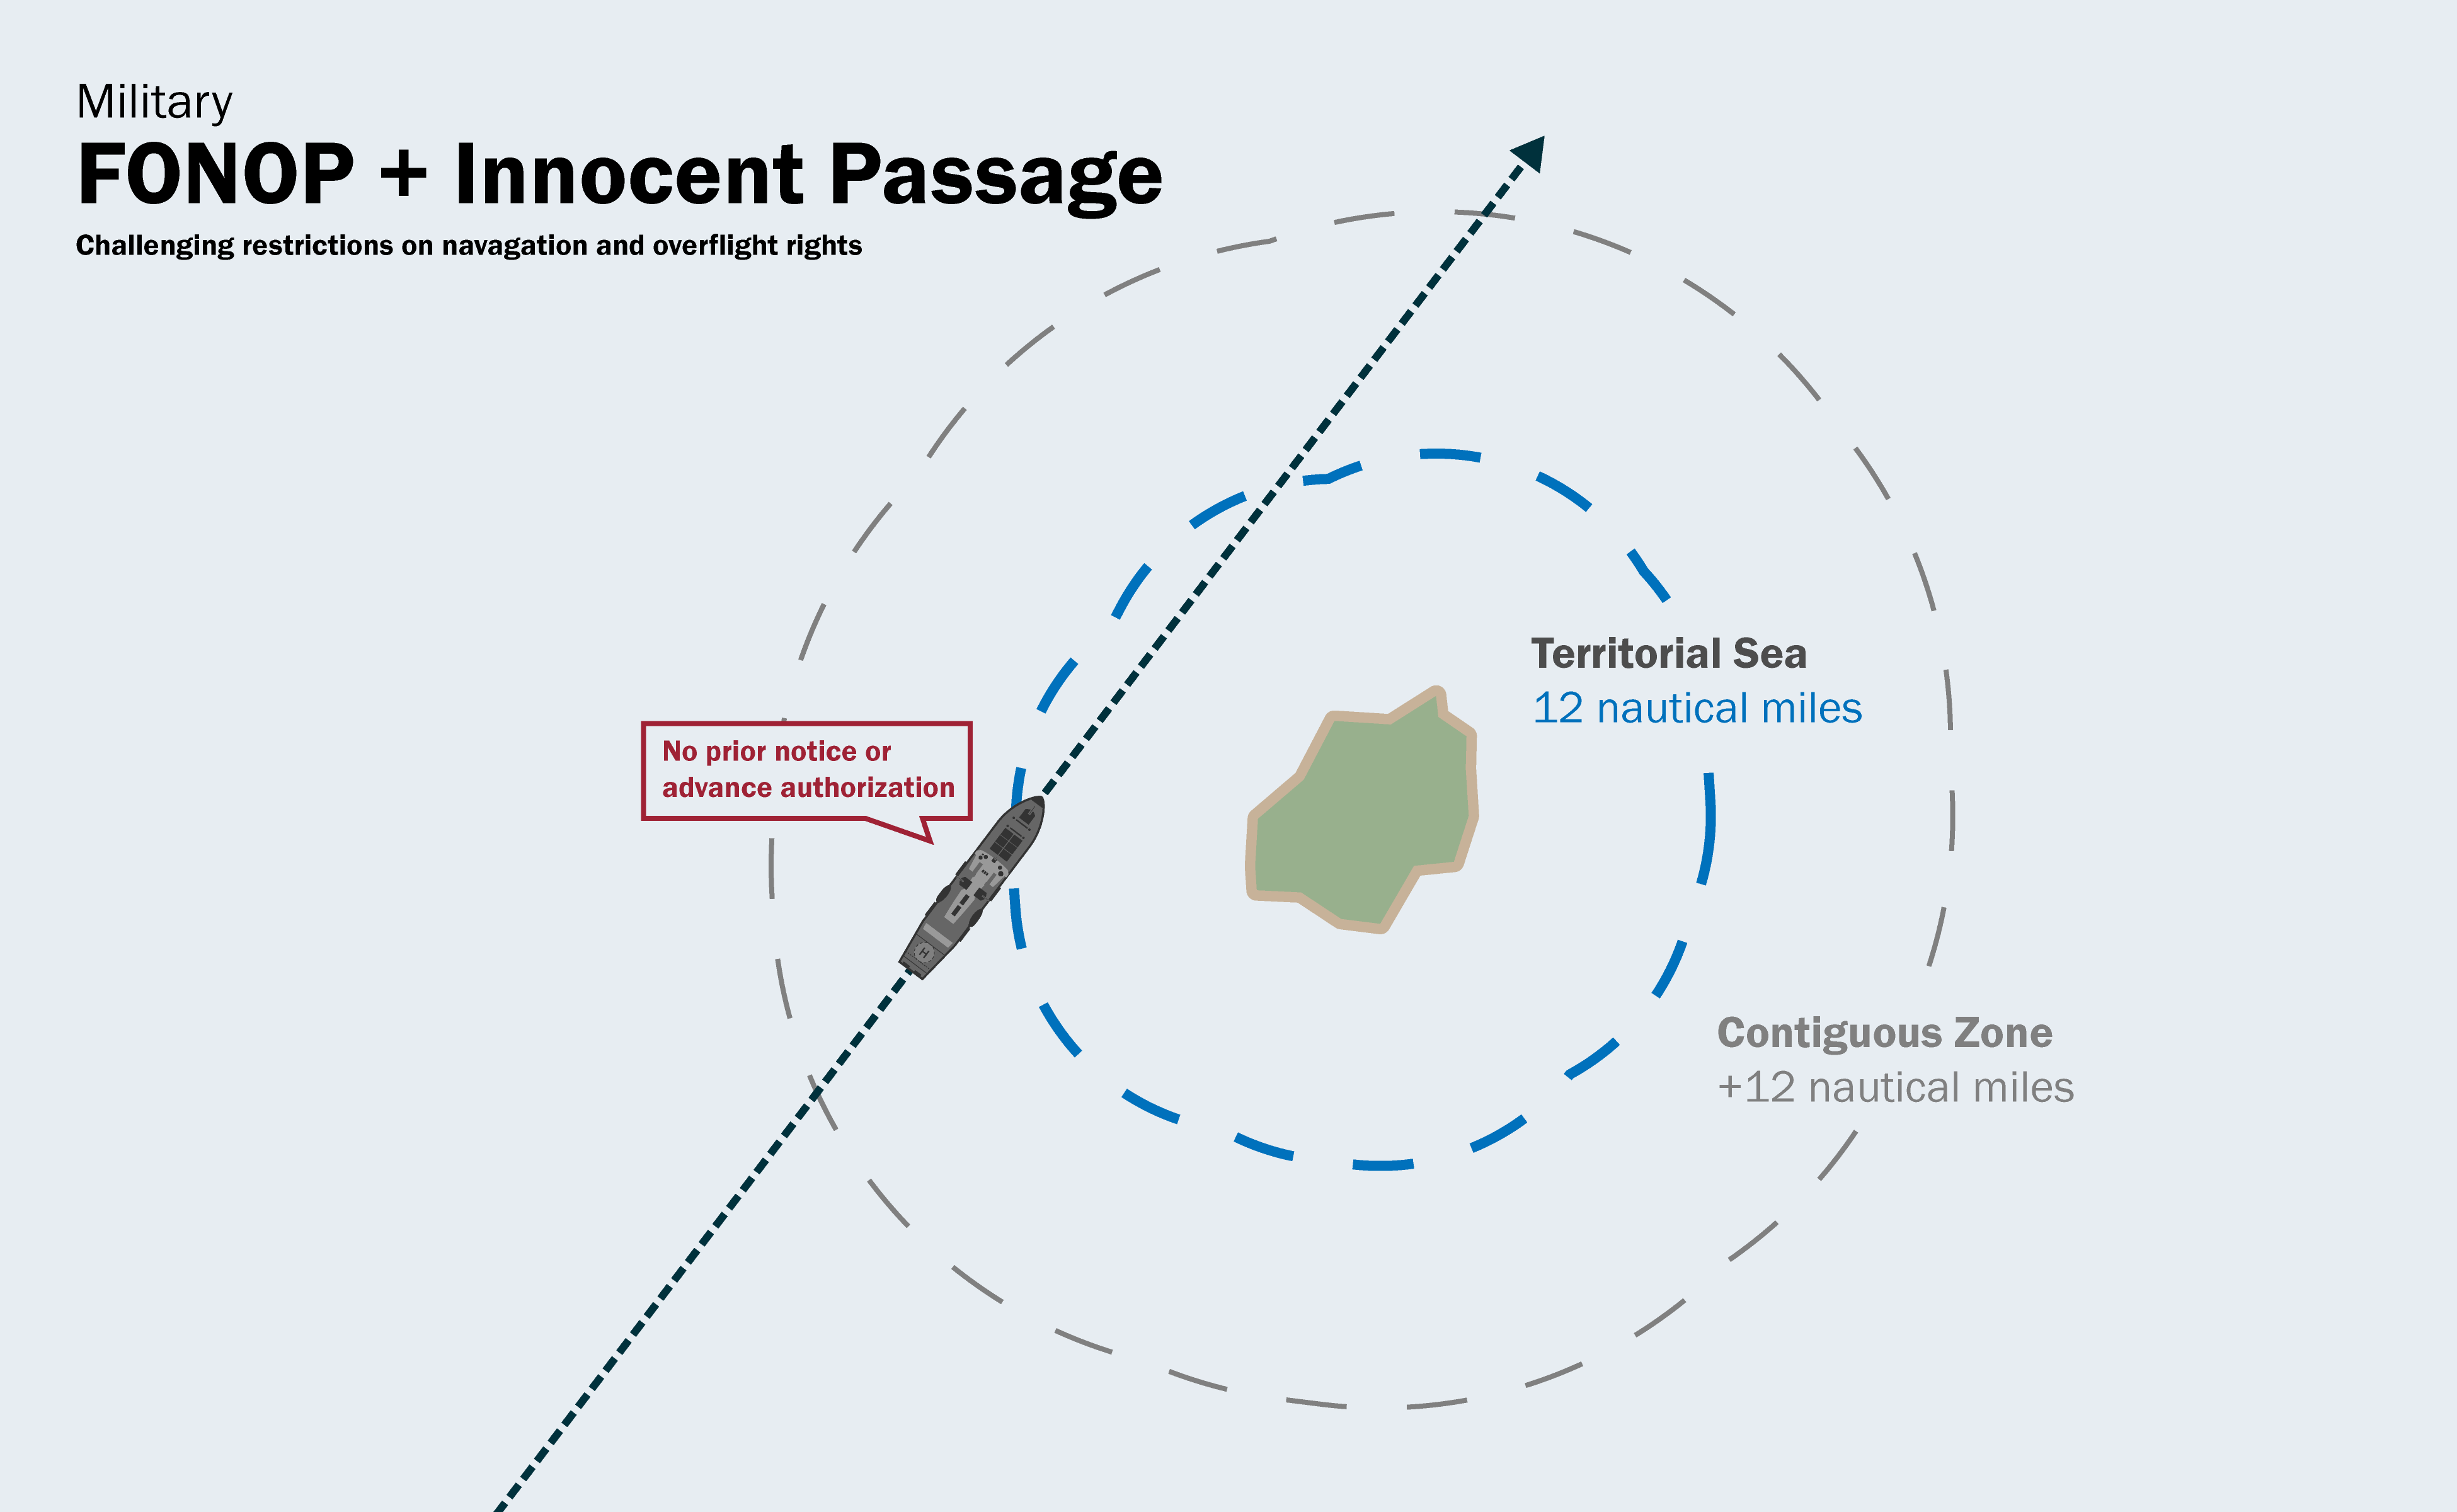 Military
FONOP + Innocent Passage
Challenging restrictions on navagation and overflight rights
No prior notice or
advance authorization
Territorial Sea
12 nautical miles
Contiguous Zone
+12 nautical miles
H